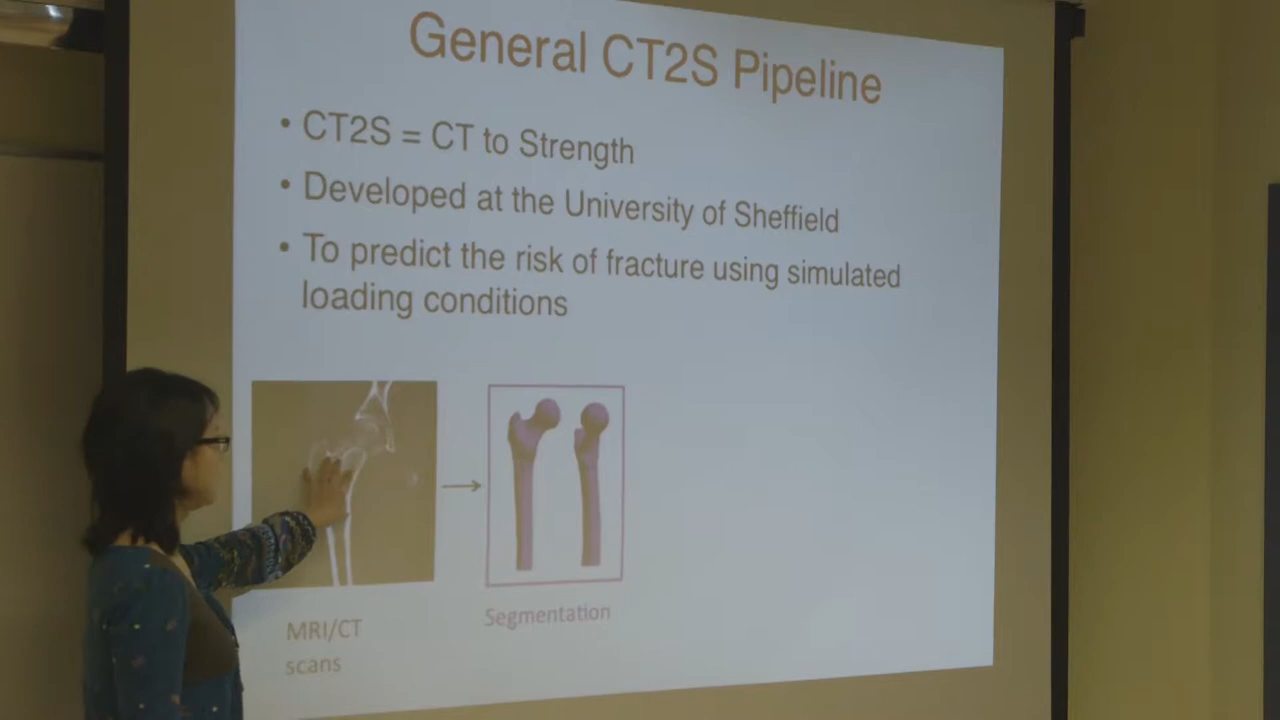 General CT2S Pipeline
• CT2S = CT to Strength
• Developed at the University of Sheffield
• To predict the risk of fracture using simulated
loading conditions
MRI/CT
scans
Segmentation